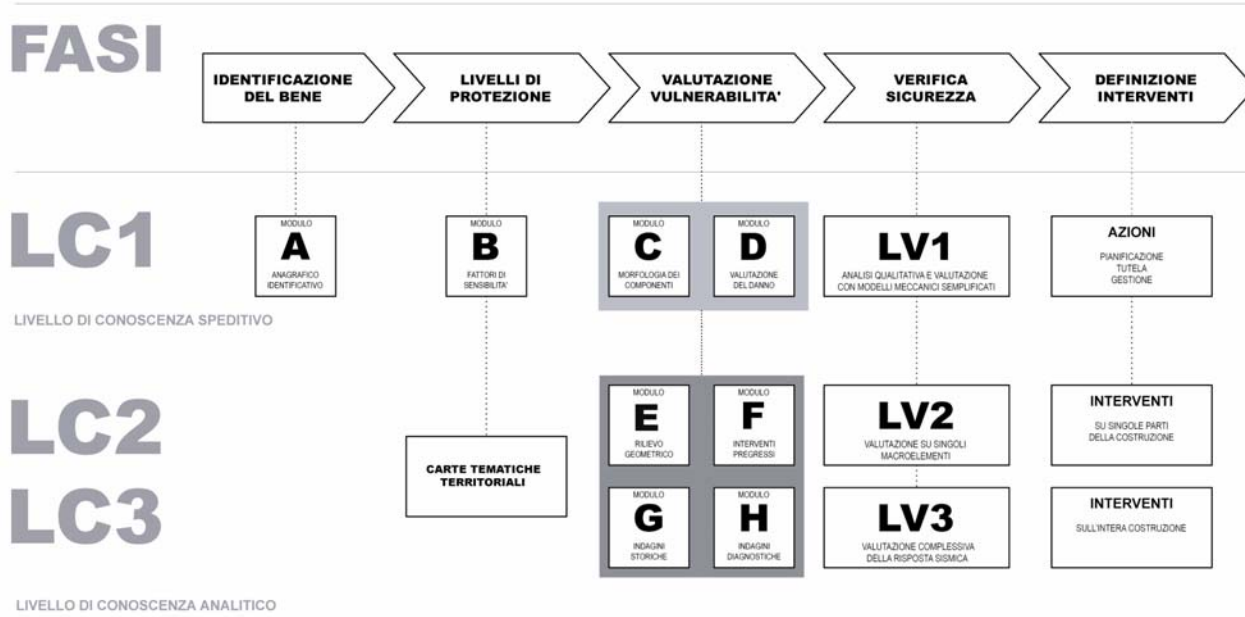 FASI
IDENTIFICAZIONE
DEL BENE
LIVELLI DI
PROTEZIONE
VALUTAZIONE
VULNERABILITA'
VERIFICA
SICUREZZA
DEFINIZIONE
INTERVENTI
LC1
MODULO
A
ANAGRAFICO
IDENTIFICATIVO
MODULO
B
FATTORI DI
SENSIBILITA'
MODULO
C
MORFOLOGIA DEI
COMPONENTI
MODULO
D
VALUTAZIONE
DEL DANNO
LV1
ANALISI QUALITATIVA E VALUTAZIONE
CON MODELLI MECCANICI SEMPLIFICATI
AZIONI
PIANIFICAZIONE
TUTELA
GESTIONE
LIVELLO DI CONOSCENZA SPEDITIVO
LC2
MODULO
E
RILIEVO
GEOMETRICO
MODULO
F
INTERVENTI
PREGRESSI
LV2
VALUTAZIONE SU SINGOLI
MACROELEMENTI
INTERVENTI
SU SINGOLE PARTI
DELLA COSTRUZIONE
CARTE TEMATICHE
TERRITORIALI
LC3
MODULO
G
INDAGINI
STORICHE
MODULO
H
INDAGINI
DIAGNOSTICHE
LV3
VALUTAZIONE COMPLESSIVA
DELLA RISPOSTA SISMICA
INTERVENTI
SULL'INTERA COSTRUZIONE
LIVELLO DI CONOSCENZA ANALITICO